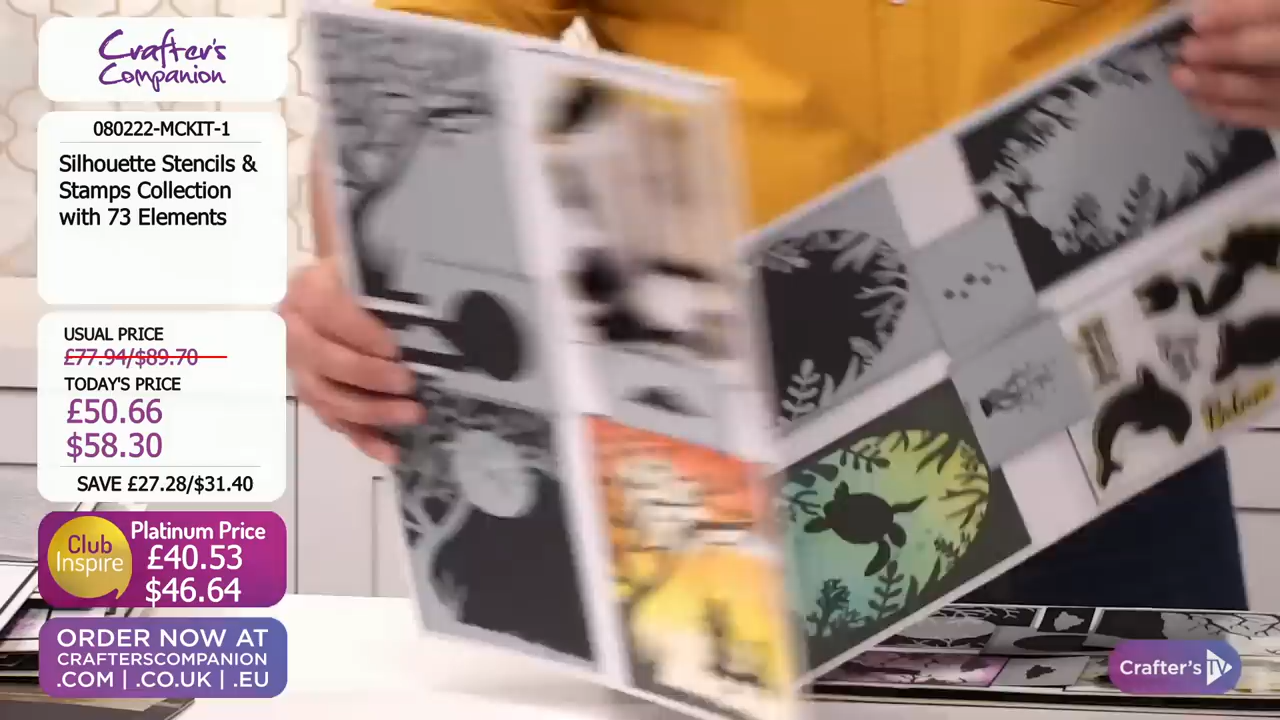 Crafter's
Companion
080222-MCKIT-1
Silhouette Stencils &
Stamps Collection
with 73 Elements
USUAL PRICE
£77.94/$89.70
TODAY'S PRICE
£50.66
$58.30
SAVE £27.28/$31.40
Club
Inspire
Platinum Price
£40.53
$46.64
ORDER NOW AT
CRAFTERSCOMPANION
.COM | .CO.UK | .EU
Crafter's TV